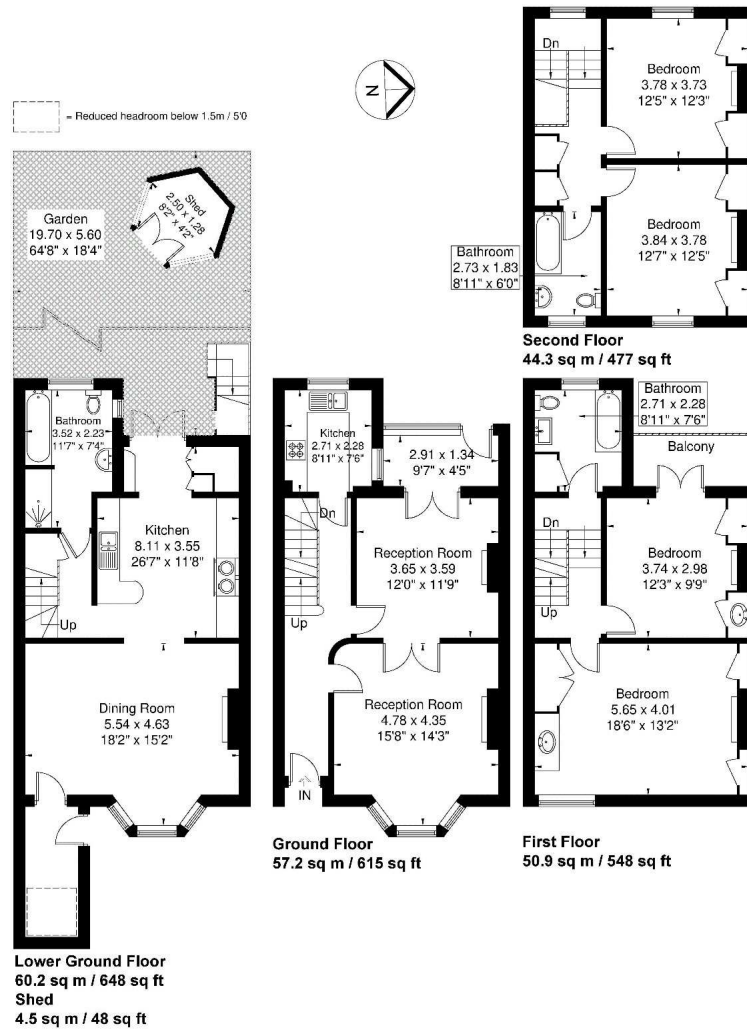 = Reduced headroom below 1.5m / 5'0
N
Garden
19.70 x 5.60
64'8" x 18'4"
Shed
2.50 x 1.28
8'2" x 4'2"
Bathroom
3.52 x 2.23
11'7" x 7'4"
Kitchen
8.11 x 3.55
26'7" x 11'8"
Up
Dining Room
5.54 x 4.63
18'2" x 15'2"
Lower Ground Floor
60.2 sq m / 648 sq ft
Shed
4.5 sq m / 48 sq ft
Kitchen
2.71 x 2.28
8'11" x 7'6"
2.91 x 1.34
9'7" x 4'5"
Dn
Reception Room
3.65 x 3.59
12'0" x 11'9"
Up
Reception Room
4.78 x 4.35
15'8" x 14'3"
IN
Ground Floor
57.2 sq m / 615 sq ft
Dn
Bedroom
3.78 x 3.73
12'5" x 12'3"
Bedroom
3.84 x 3.78
12'7" x 12'5"
Bathroom
2.73 x 1.83
8'11" x 6'0"
Second Floor
44.3 sq m / 477 sq ft
Bathroom
2.71 x 2.28
8'11" x 7'6"
Balcony
Dn
Bedroom
3.74 x 2.98
12'3" x 9'9"
Up
Bedroom
5.65 x 4.01
18'6" x 13'2"
First Floor
50.9 sq m / 548 sq ft